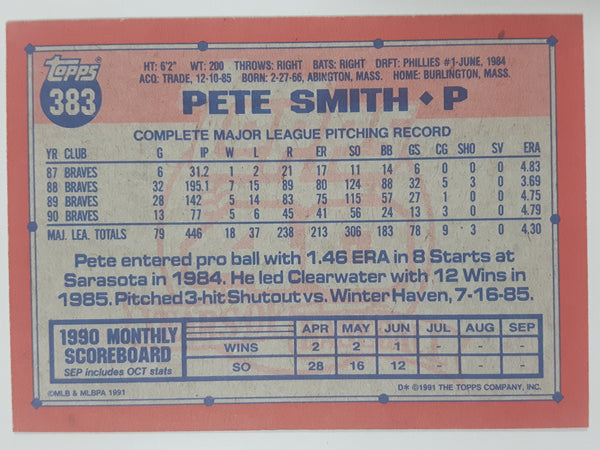 topps®
383
HT: 6'2" WT: 200 THROWS: RIGHT BATS: RIGHT DRFT: PHILLIES #1-JUNE, 1984
ACQ: TRADE, 12-10-85 BORN: 2-27-66, ABINGTON, MASS. HOME: BURLINGTON, MASS.
PETE SMITH ♦ P
COMPLETE MAJOR LEAGUE PITCHING RECORD
YR CLUB G IP W L R ER SO BB GS CG SHO SV ERA
87 BRAVES 6 31.2 1 2 21 17 11 14 6 0 0 0 4.83
88 BRAVES 32 195.1 7 15 89 80 124 88 32 5 3 0 3.69
89 BRAVES 28 142 5 14 83 75 115 57 27 1 0 0 4.75
90 BRAVES 13 77 5 6 45 41 56 24 13 3 0 0 4.79
MAJ. LEA. TOTALS 79 446 18 37 238 213 306 183 78 9 3 0 4.30
Pete entered pro ball with 1.46 ERA in 8 Starts at
Sarasota in 1984. He led Clearwater with 12 Wins in
1985. Pitched 3-hit Shutout vs. Winter Haven, 7-16-85.
1990 MONTHLY
SCOREBOARD
SEP includes OCT stats
APR MAY JUN JUL AUG SEP
WINS 2 2 1 - - -
SO 28 16 12 - - -
©MLB & MLBPA 1991
D* ©1991 THE TOPPS COMPANY, INC.